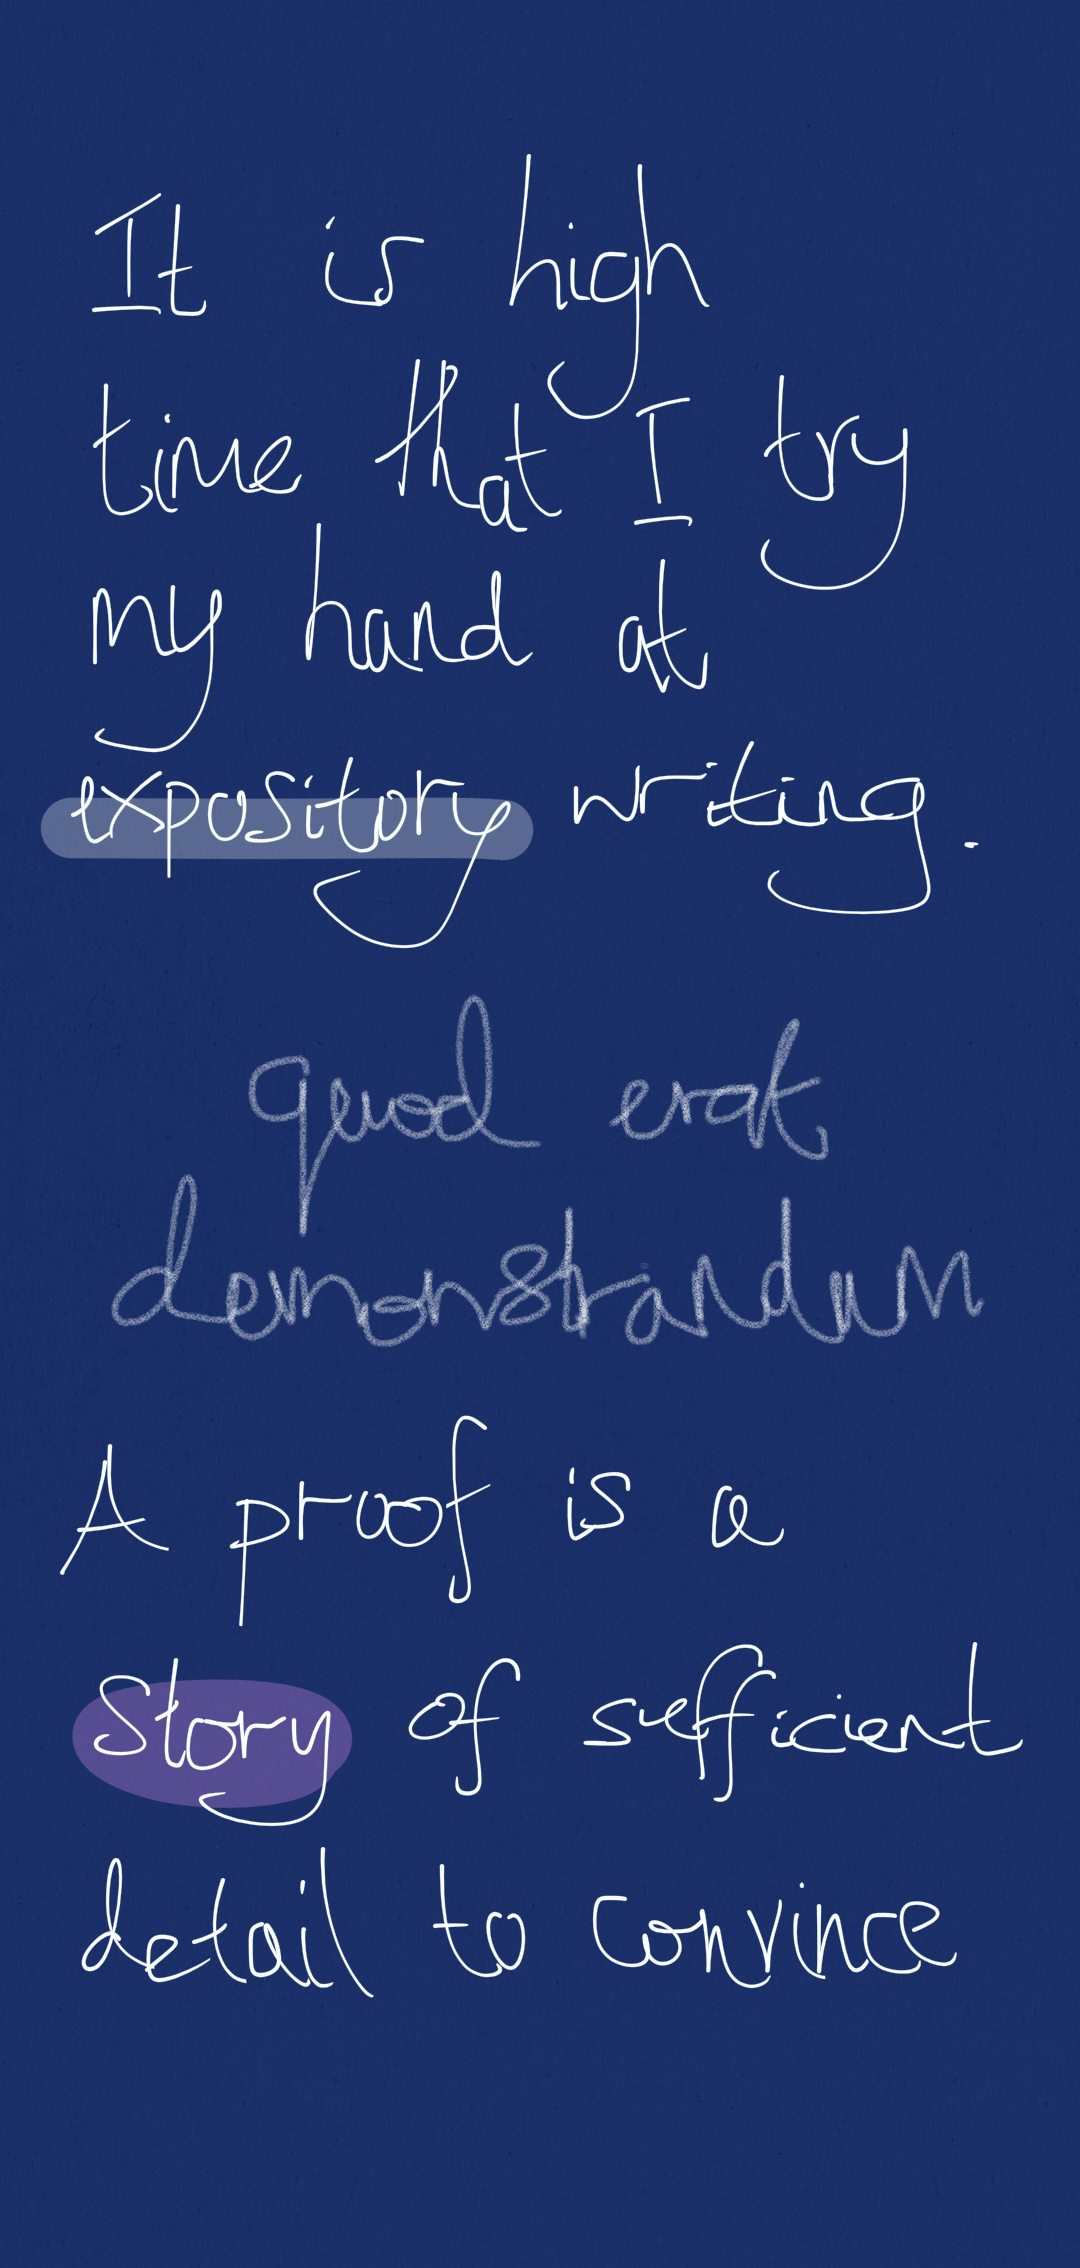 It is high
time that I try
my hand at
expository writing.
quod erat
demonstrandum
A proof is a
story of sufficient
detail to convince